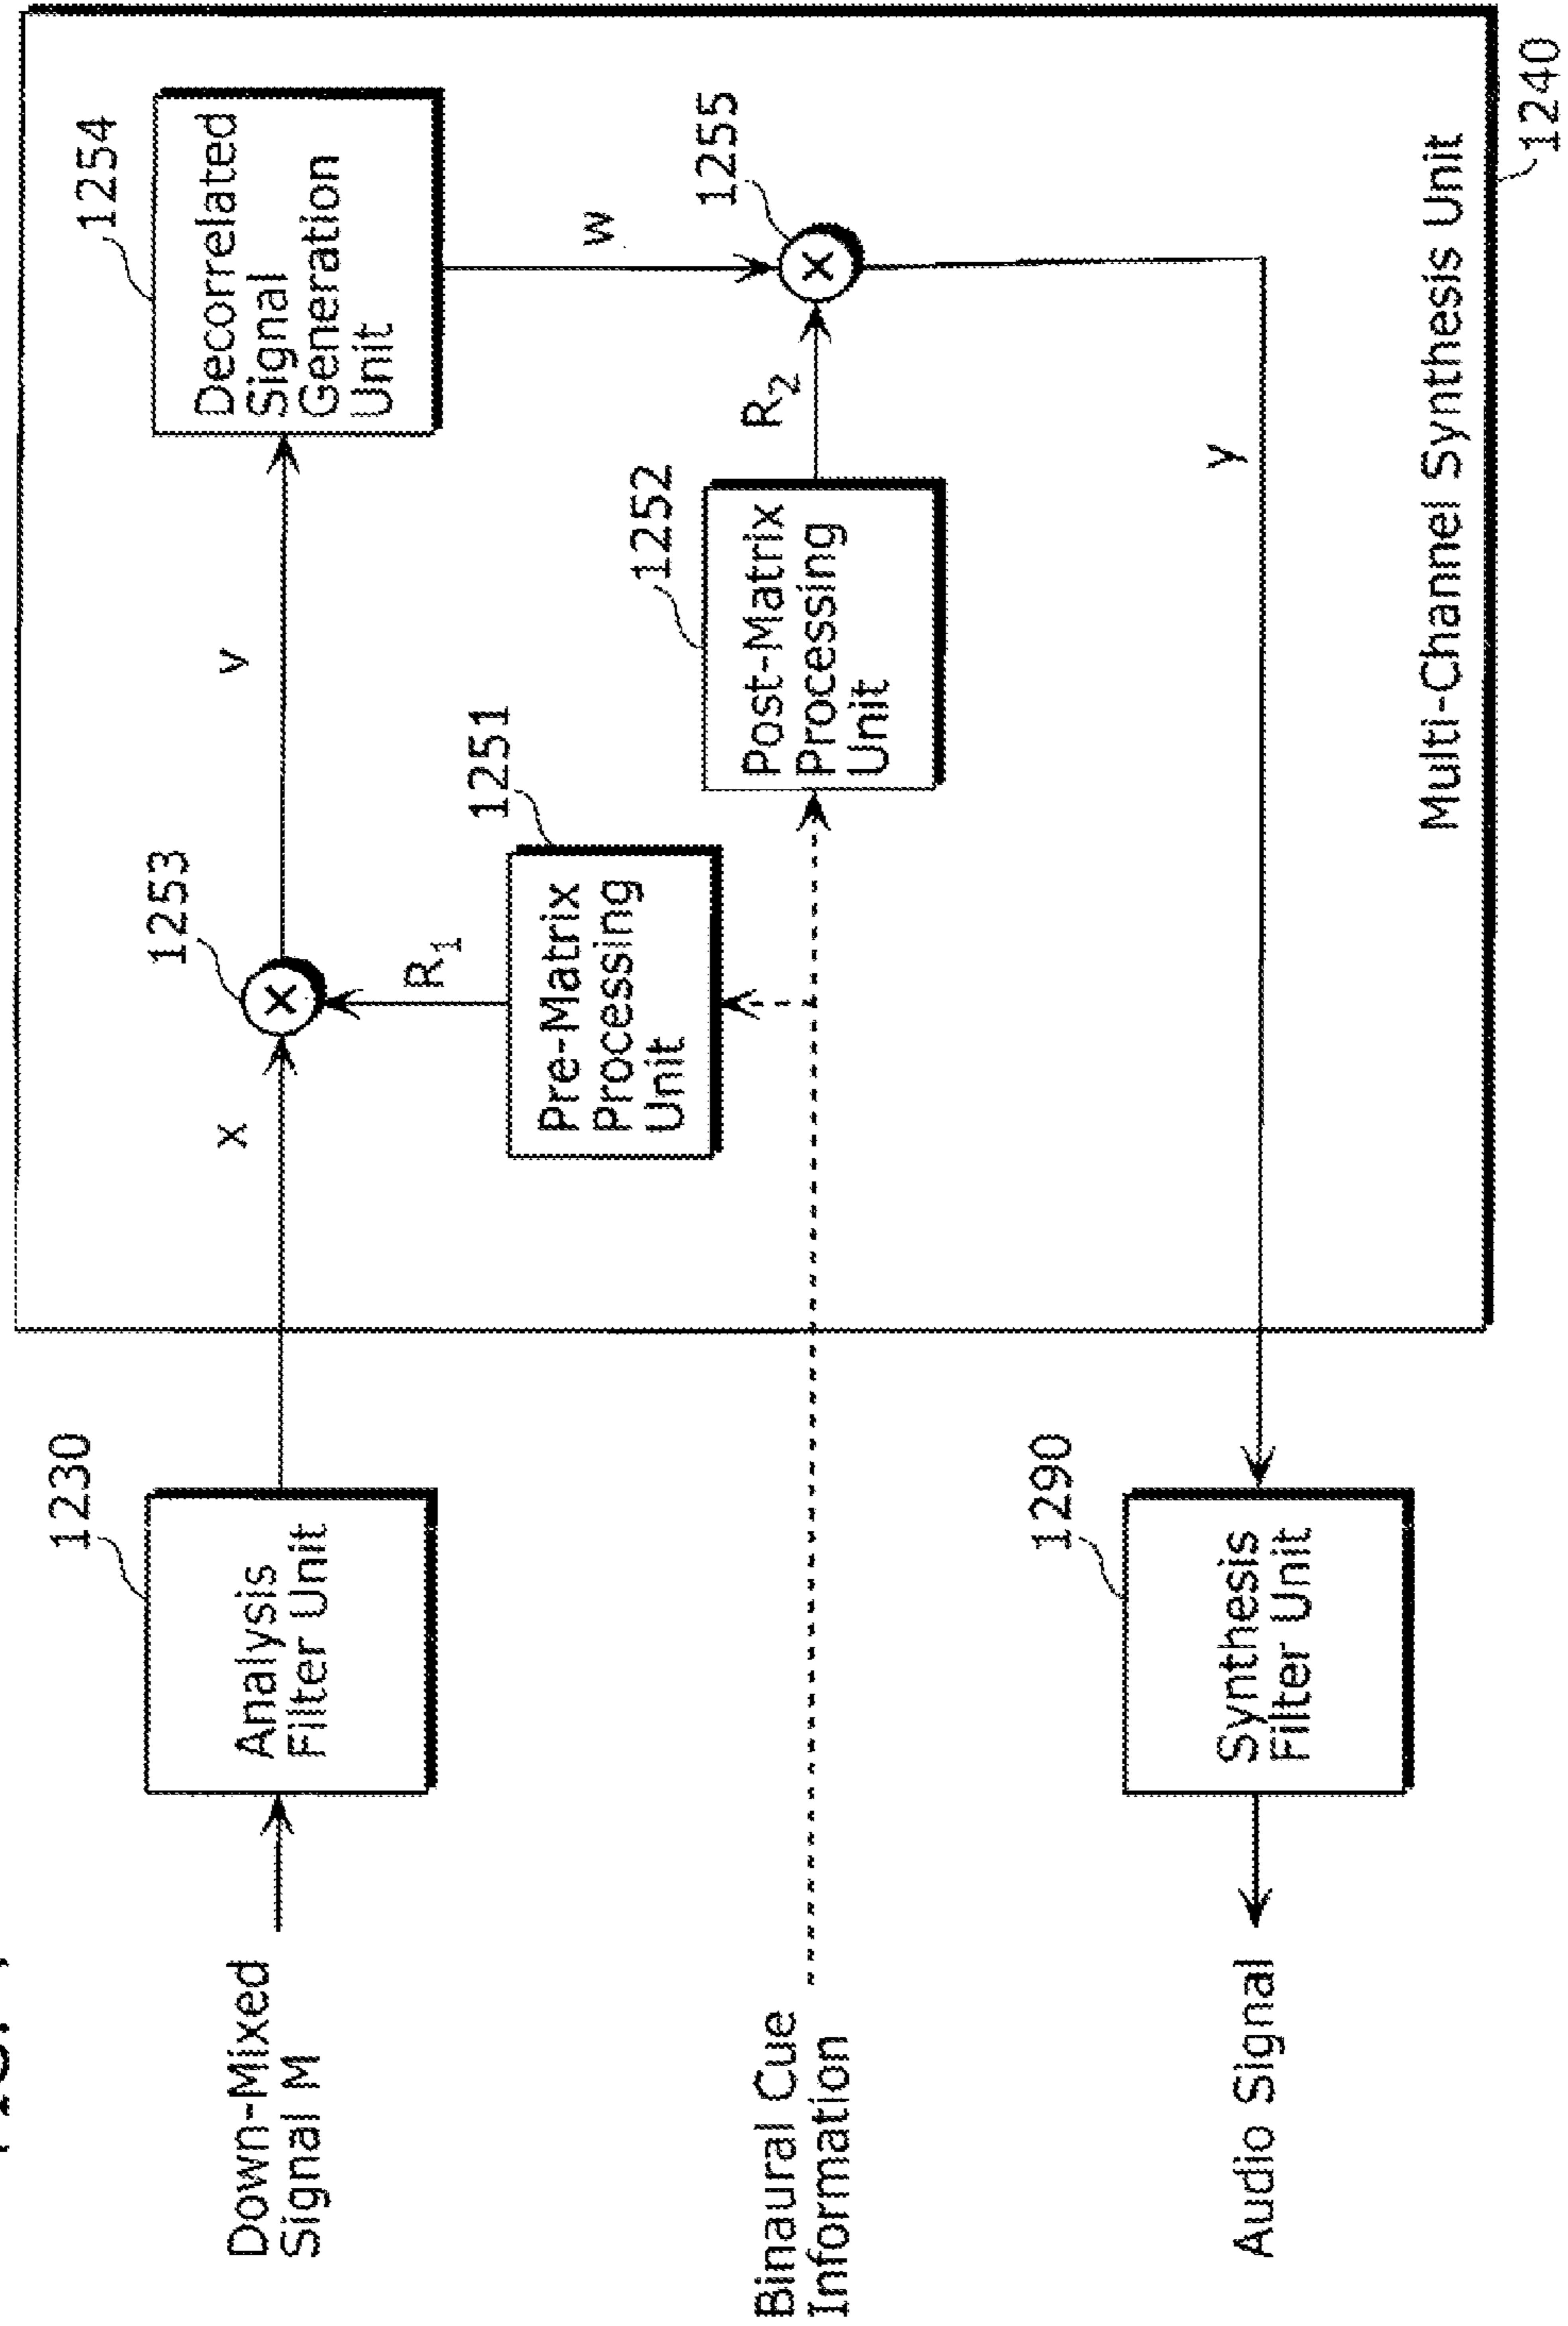 1230
Analysis
Filter Unit
Down-Mixed
Signal M
x
1253
v
1254
Decorrelated
Signal
Generation
Unit
R1
1251
Pre-Matrix
Processing
Unit
w
1255
R2
1252
Post-Matrix
Processing
Unit
Binaural Cue
Information
y
1290
Synthesis
Filter Unit
Audio Signal
Multi-Channel Synthesis Unit
1240